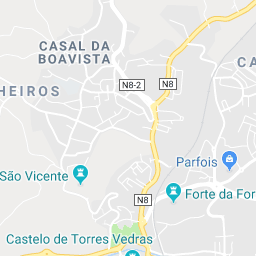 CASAL DA
BOAVISTA
CA
HEIROS
N8-2
N8
São Vicente
Parfois
Forte da For
N8
Castelo de Torres Vedras